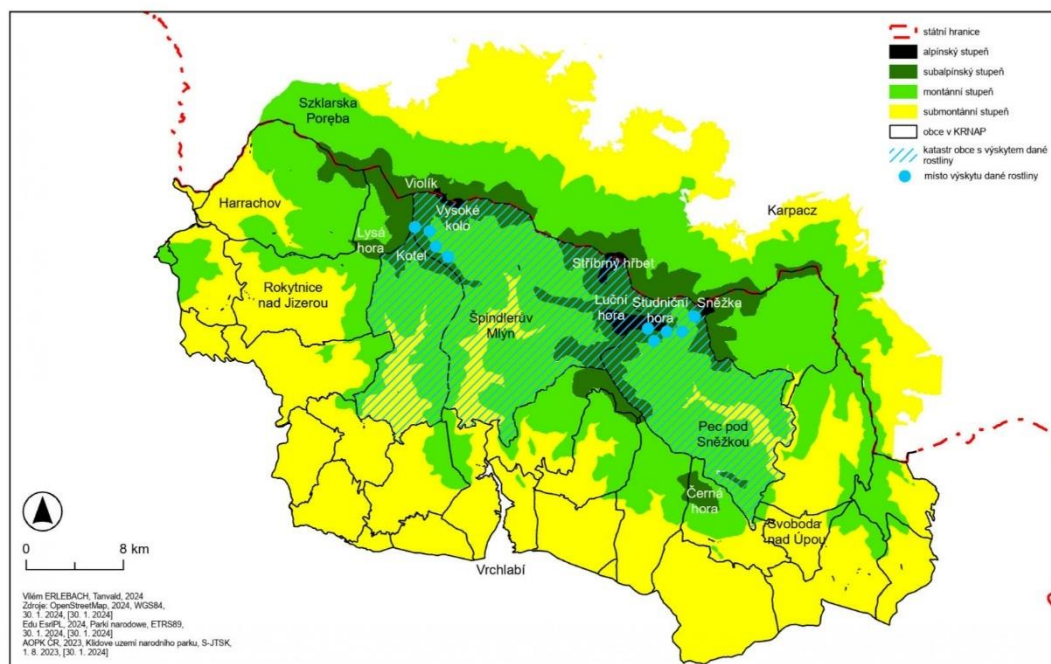 státní hranice
alpínský stupeň
subalpínský stupeň
montánní stupeň
submontánní stupeň
obce v KRNAP
katastr obce s výskytem dané
rostliny
místo výskytu dané rostliny
Szklarska
Poręba
Violík
Harrachov
Vysoké
kolo
Karpacz
Lysá
hora
Kotel
Stříbrný hřbet
Rokytnice
nad Jizerou
Luční
hora
Studniční
hora
Sněžka
Špindlerův
Mlýn
Pec pod
Sněžkou
Černá
hora
Svoboda
nad Úpou
Vrchlabí
0 8 km
Vilém ERLEBACH, Tanvald, 2024
Zdroje: OpenStreetMap, 2024, WGS84,
30. 1. 2024, [30. 1. 2024]
Edu EsriPL, 2024, Parki narodowe, ETRS89,
30. 1. 2024, [30. 1. 2024]
AOPK ČR, 2023, Klidove uzemi narodniho park, S-JTSK,
1. 8. 2023, [30. 1. 2024]